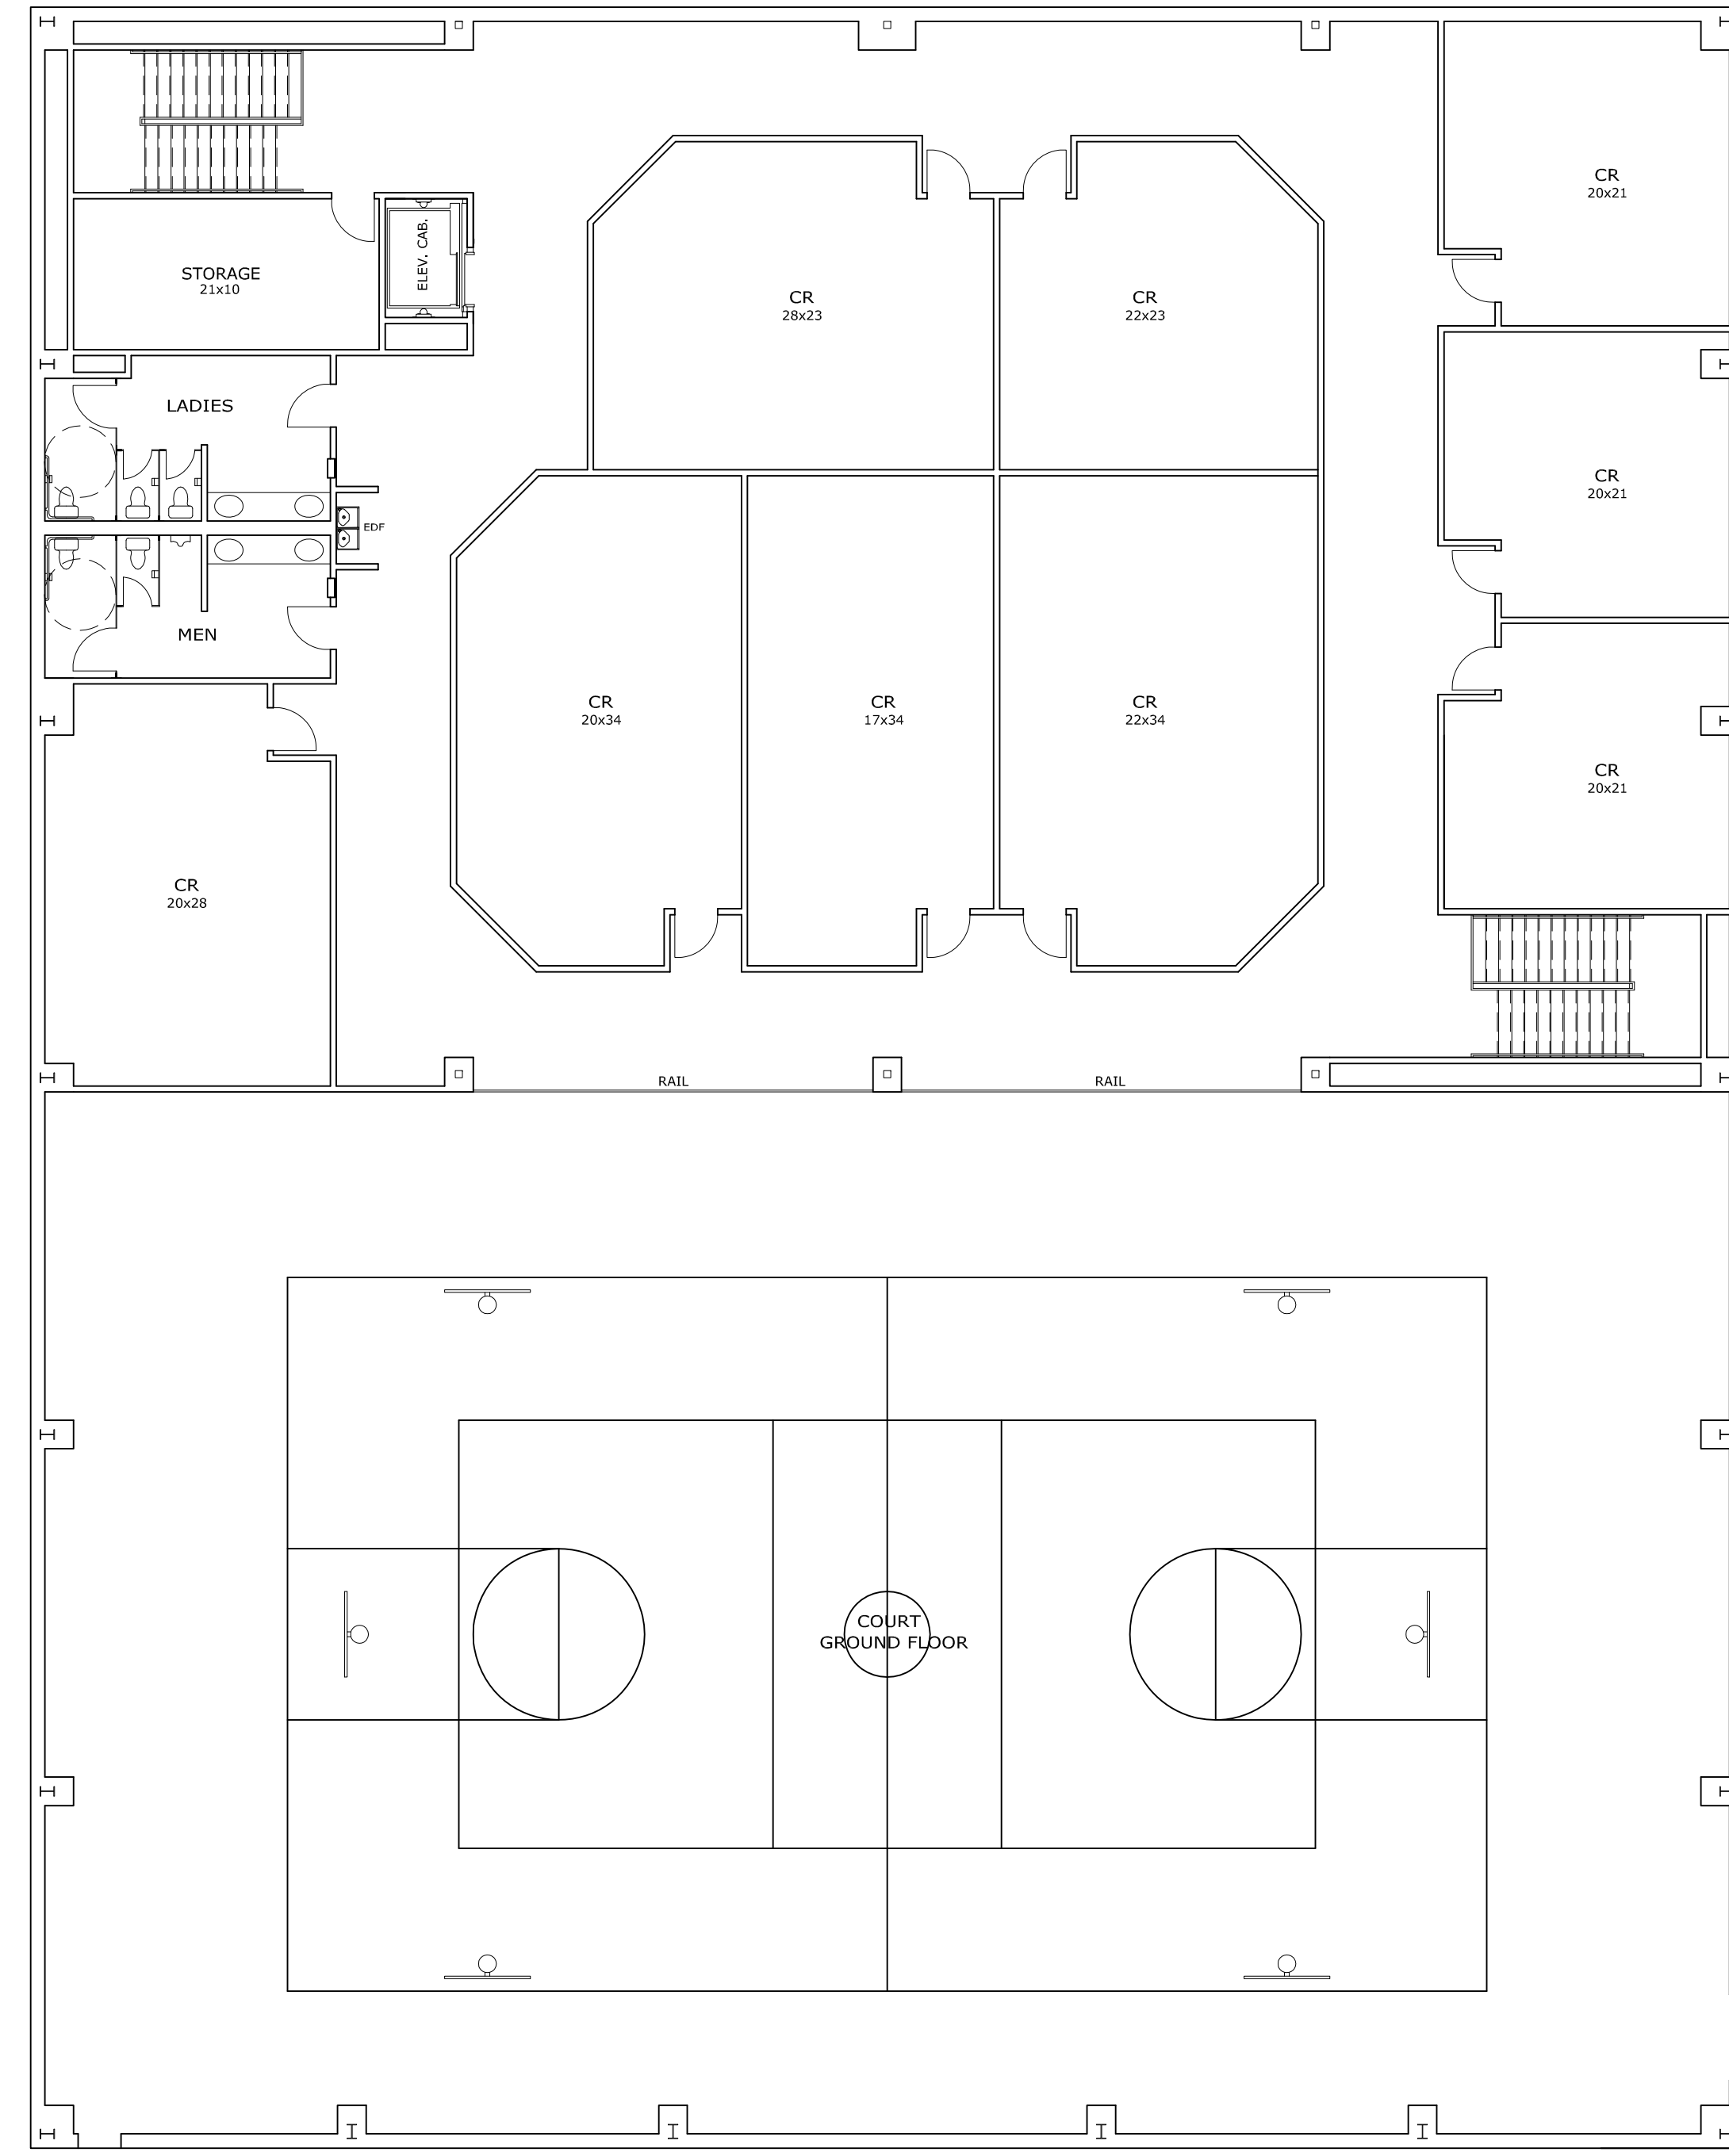 CR
20x21
STORAGE
21x10
ELEV. CAB.
CR
28x23
CR
22x23
LADIES
CR
20x21
EDF
MEN
CR
20x34
CR
17x34
CR
22x34
CR
20x21
CR
20x28
RAIL
RAIL
COURT
GROUND FLOOR